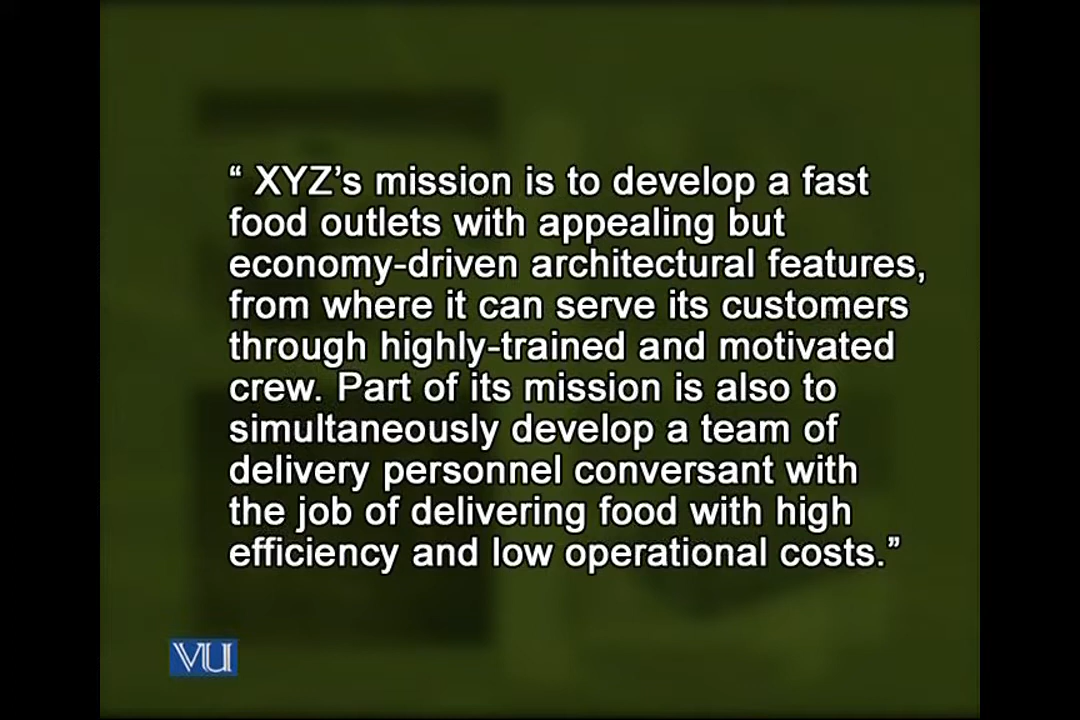 “ XYZ’s mission is to develop a fast
food outlets with appealing but
economy-driven architectural features,
from where it can serve its customers
through highly-trained and motivated
crew. Part of its mission is also to
simultaneously develop a team of
delivery personnel conversant with
the job of delivering food with high
efficiency and low operational costs.”
VU